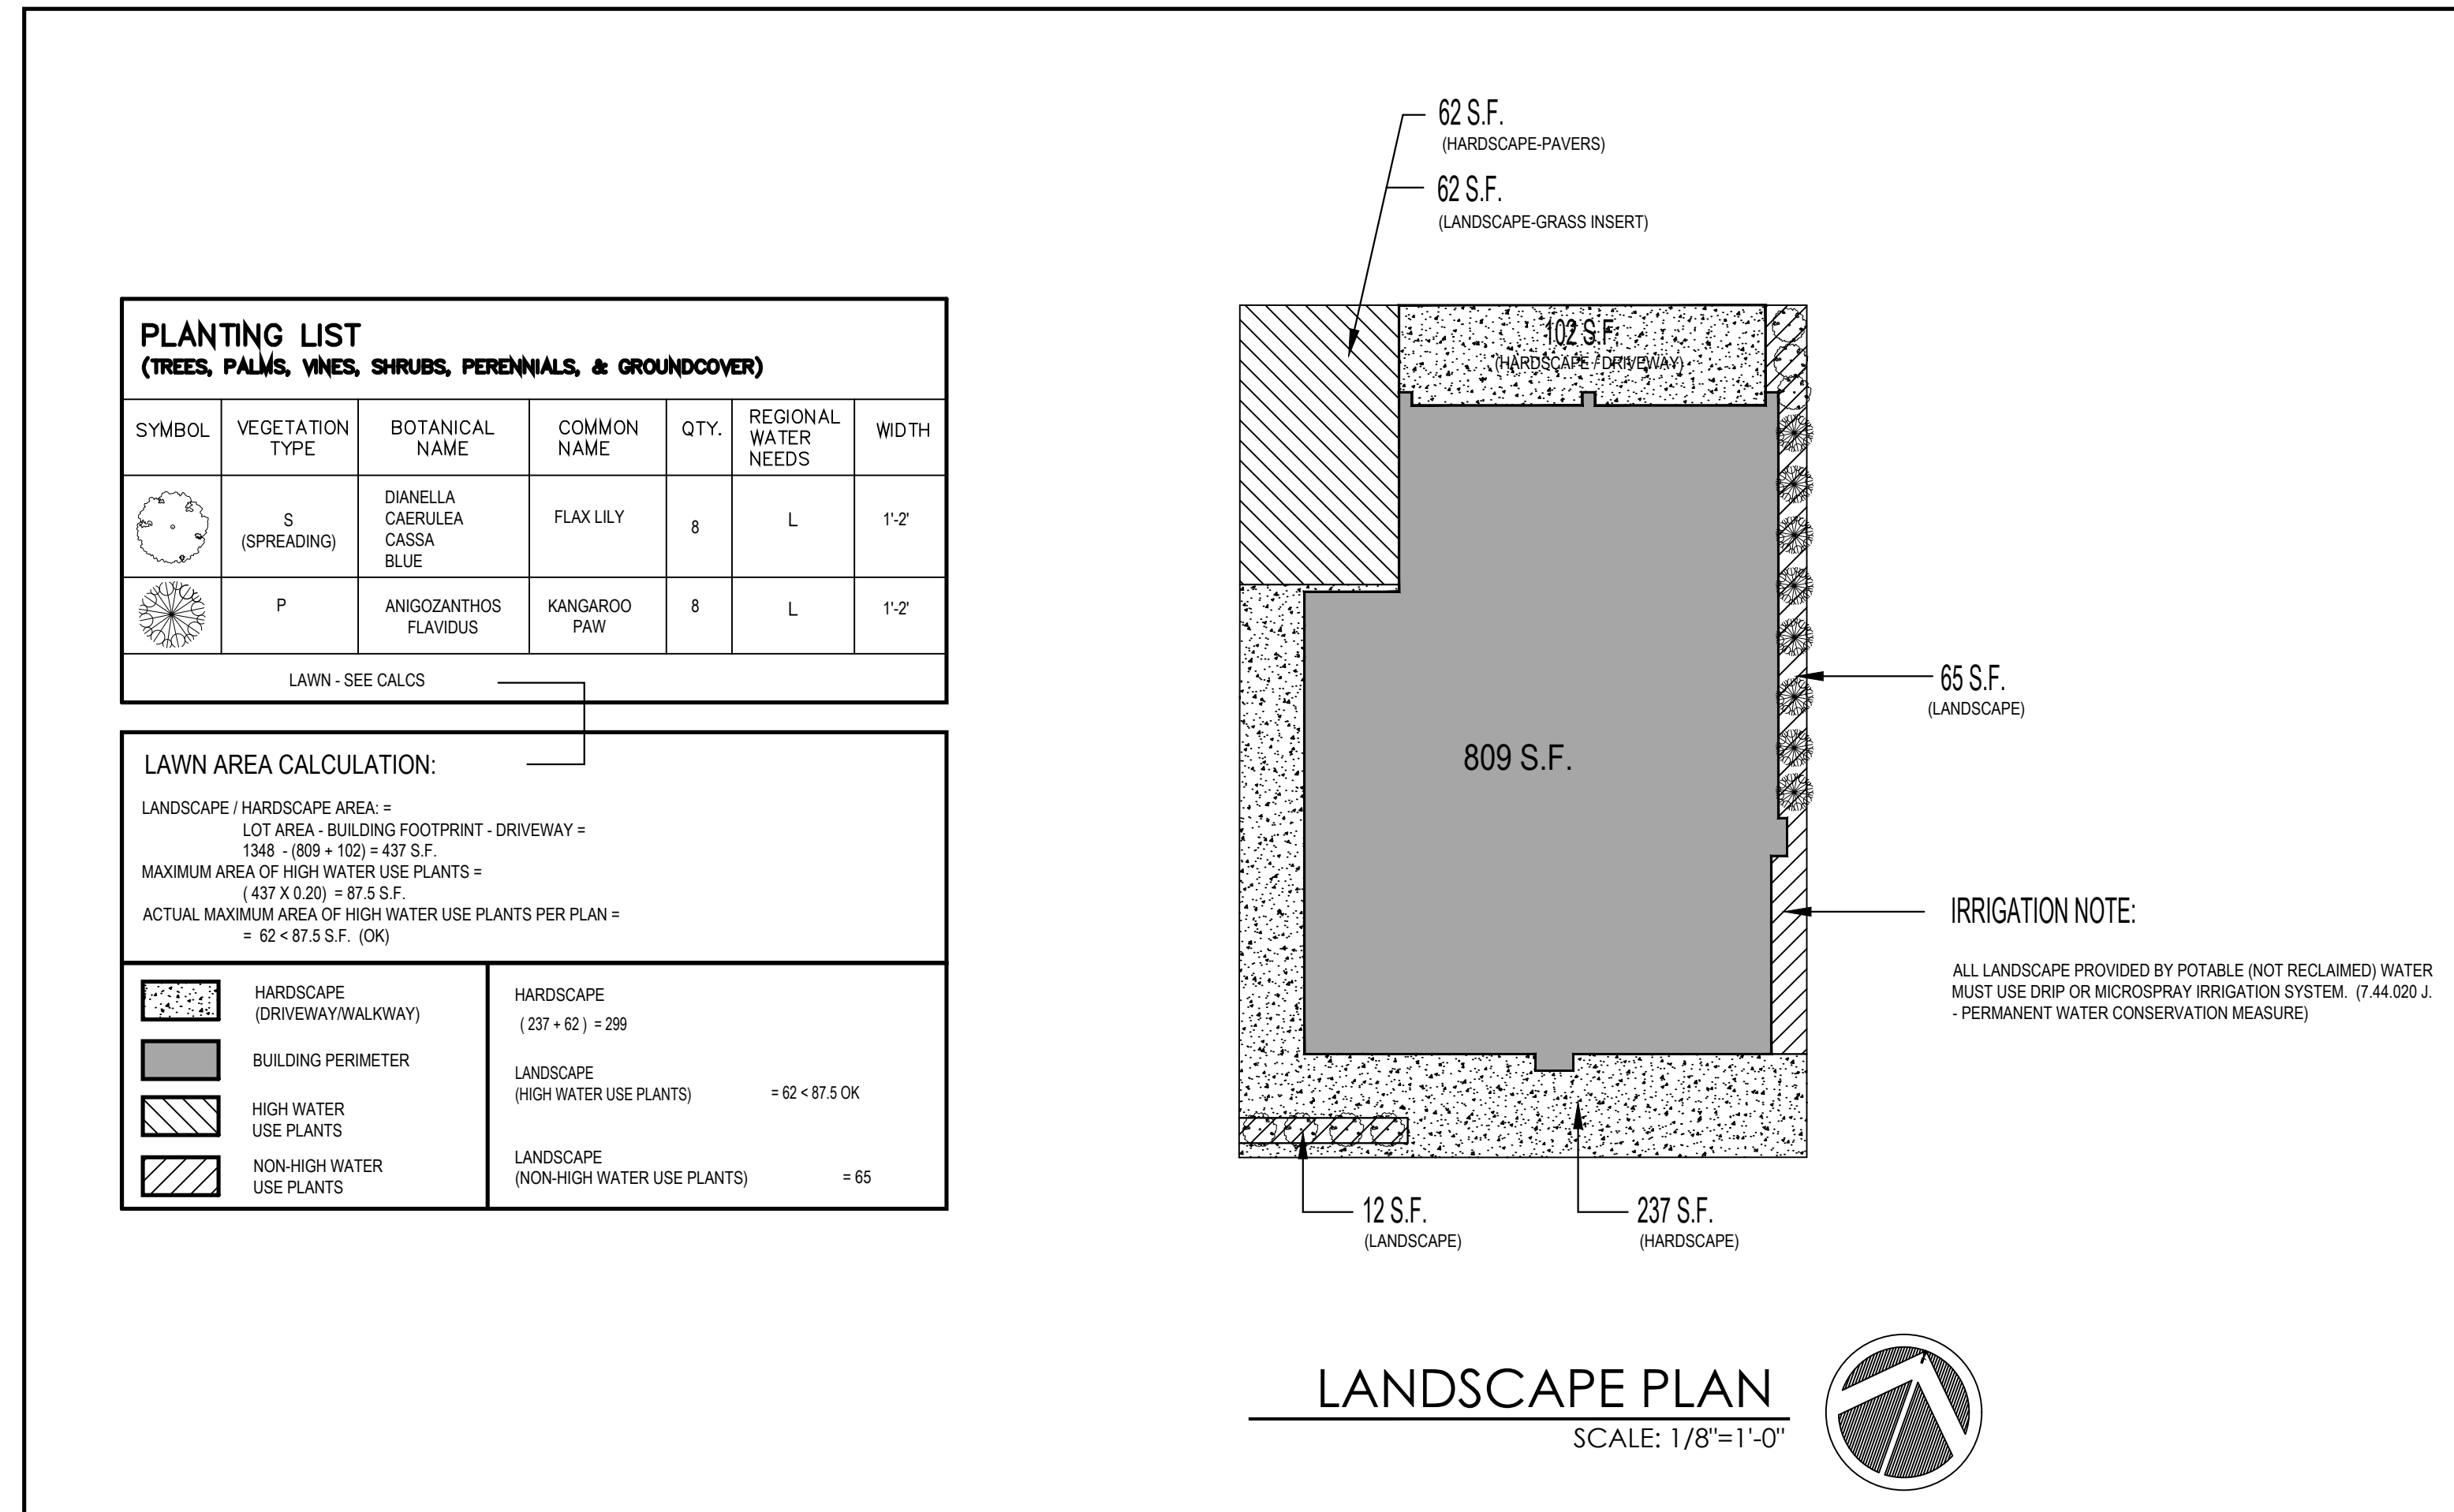 PLANTING LIST
(TREES, PALMS, VINES, SHRUBS, PERENNIALS, & GROUNDCOVER)
SYMBOL
VEGETATION
TYPE
BOTANICAL
NAME
COMMON
NAME
QTY.
REGIONAL
WATER
NEEDS
WIDTH
S
(SPREADING)
DIANELLA
CAERULEA
CASSA
BLUE
FLAX LILY
8
L
1'-2'
P
ANIGOZANTHOS
FLAVIDUS
KANGAROO
PAW
8
L
1'-2'
LAWN - SEE CALCS
LAWN AREA CALCULATION:
LANDSCAPE / HARDSCAPE AREA: =
LOT AREA - BUILDING FOOTPRINT - DRIVEWAY =
1348 - (809 + 102) = 437 S.F.
MAXIMUM AREA OF HIGH WATER USE PLANTS =
( 437 X 0.20) = 87.5 S.F.
ACTUAL MAXIMUM AREA OF HIGH WATER USE PLANTS PER PLAN =
= 62 < 87.5 S.F. (OK)
HARDSCAPE
(DRIVEWAY/WALKWAY)
BUILDING PERIMETER
HIGH WATER
USE PLANTS
NON-HIGH WATER
USE PLANTS
HARDSCAPE
( 237 + 62 ) = 299
LANDSCAPE
(HIGH WATER USE PLANTS) = 62 < 87.5 OK
LANDSCAPE
(NON-HIGH WATER USE PLANTS) = 65
62 S.F.
(HARDSCAPE-PAVERS)
62 S.F.
(LANDSCAPE-GRASS INSERT)
102 S.F.
(HARDSCAPE / DRIVEWAY)
809 S.F.
65 S.F.
(LANDSCAPE)
IRRIGATION NOTE:
ALL LANDSCAPE PROVIDED BY POTABLE (NOT RECLAIMED) WATER
MUST USE DRIP OR MICROSPRAY IRRIGATION SYSTEM. (7.44.020 J.
- PERMANENT WATER CONSERVATION MEASURE)
12 S.F.
(LANDSCAPE)
237 S.F.
(HARDSCAPE)
LANDSCAPE PLAN
SCALE: 1/8"=1'-0"